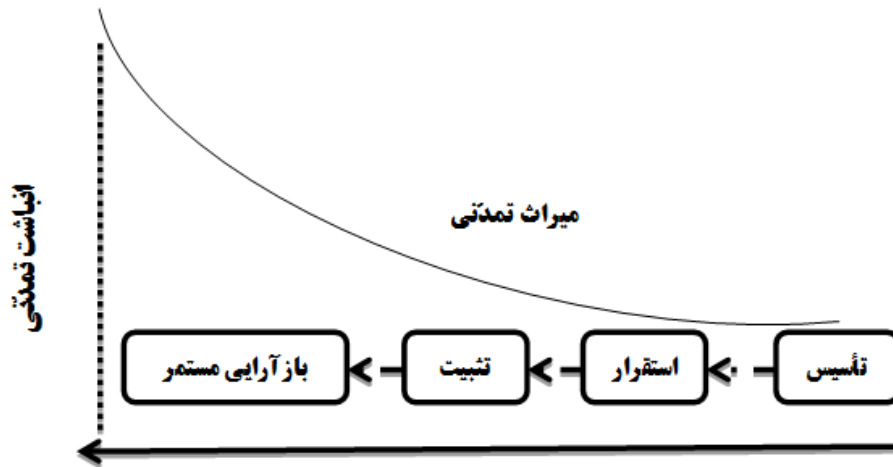 انباشت تمدّنی
میراث تمدّنی
تأسیس
استقرار
تثبیت
بازآرایی مستمر